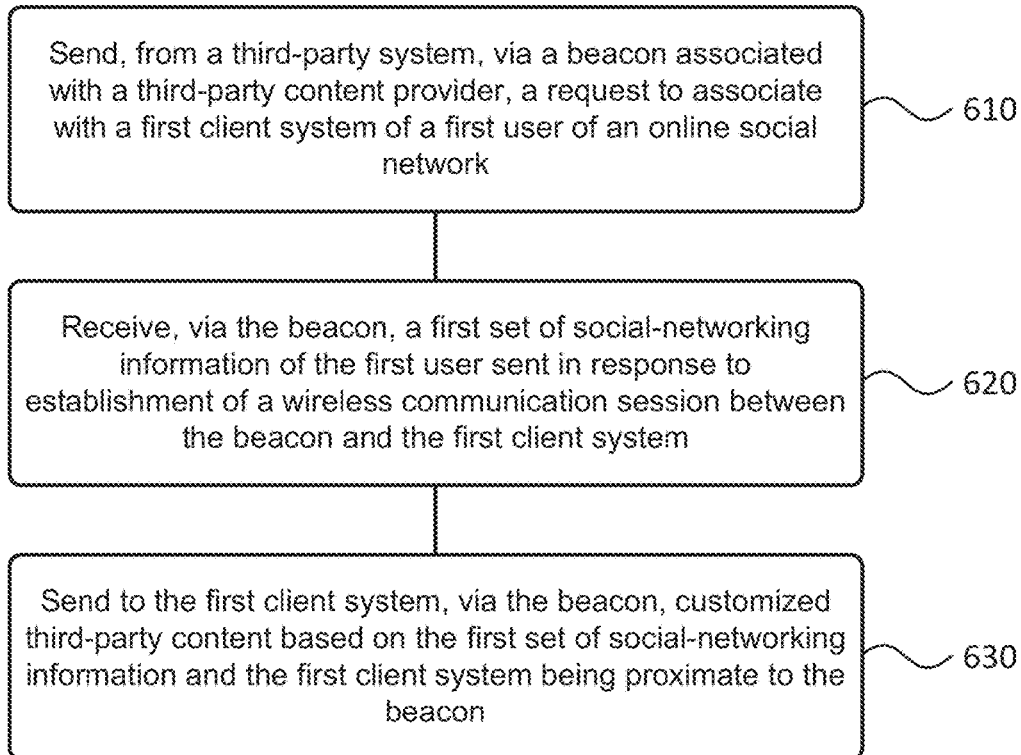 Send, from a third-party system, via a beacon associated
with a third-party content provider, a request to associate
with a first client system of a first user of an online social
network
610
Receive, via the beacon, a first set of social-networking
information of the first user sent in response to
establishment of a wireless communication session between
the beacon and the first client system
620
Send to the first client system, via the beacon, customized
third-party content based on the first set of social-networking
information and the first client system being proximate to the
beacon
630